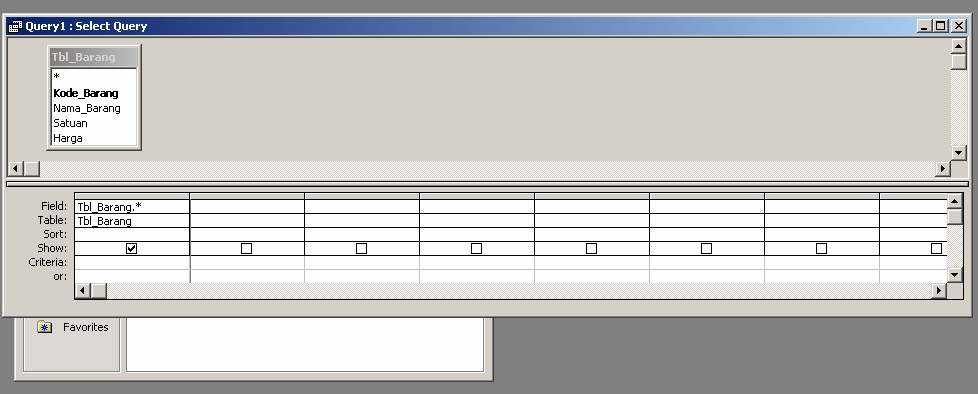 Query1 : Select Query
Tbl_Barang
*
Kode_Barang
Nama_Barang
Satuan
Harga
Field: Tbl_Barang.*
Table: Tbl_Barang
Sort:
Show:
Criteria:
or:
Favorites